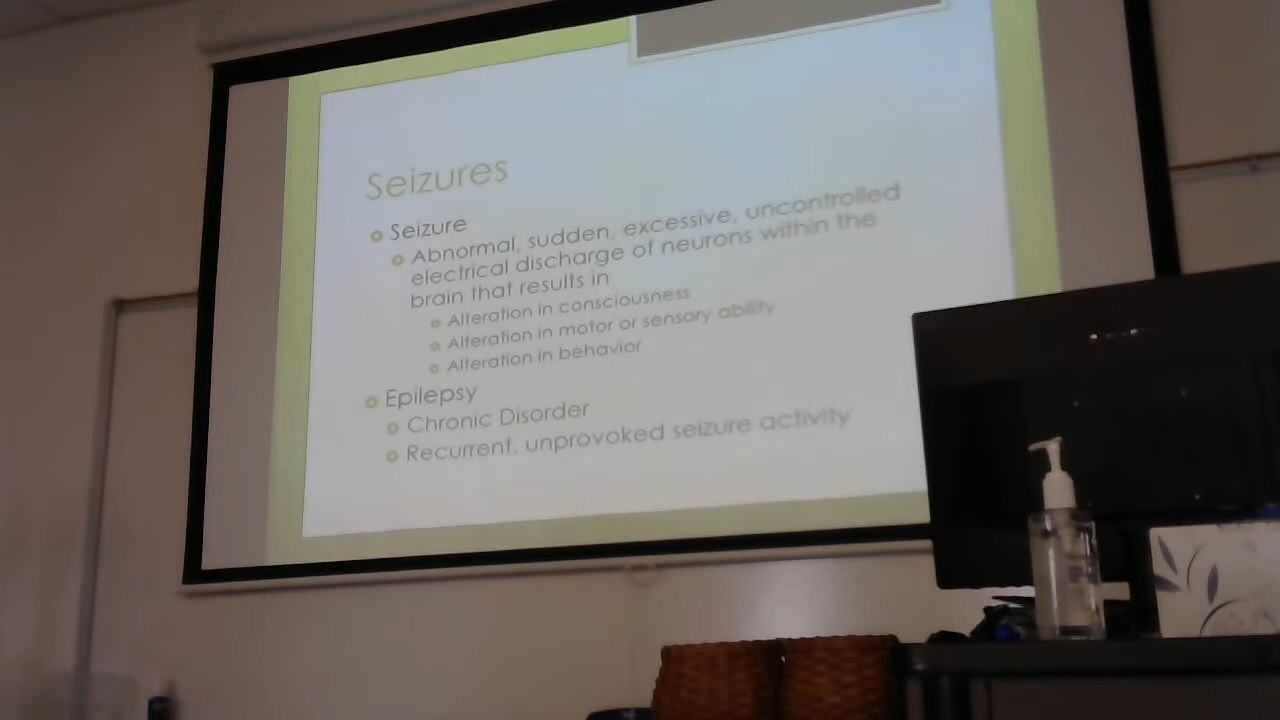 Seizures
Seizure
Abnormal, sudden, excessive, uncontrolled
electrical discharge of neurons within the
brain that results in
Alteration in consciousness
Alteration in motor or sensory ability
Alteration in behavior
Epilepsy
Chronic Disorder
Recurrent, unprovoked seizure activity